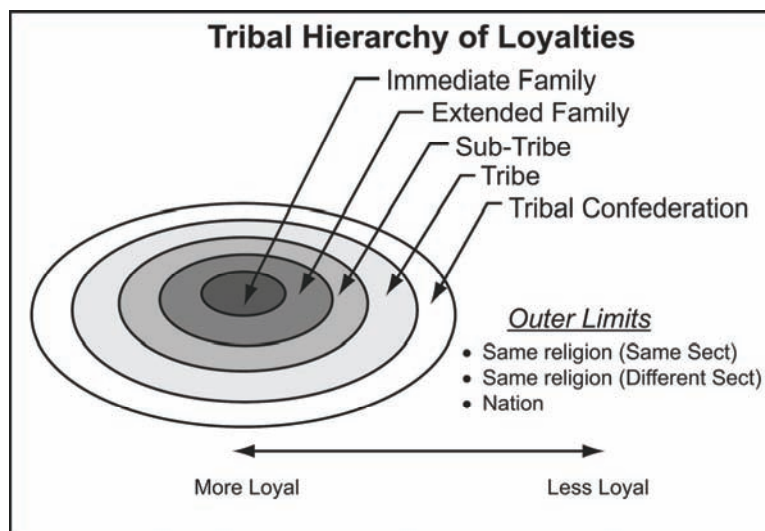 Tribal Hierarchy of Loyalties
Immediate Family
Extended Family
Sub-Tribe
Tribe
Tribal Confederation
Outer Limits
• Same religion (Same Sect)
• Same religion (Different Sect)
• Nation
More Loyal
Less Loyal